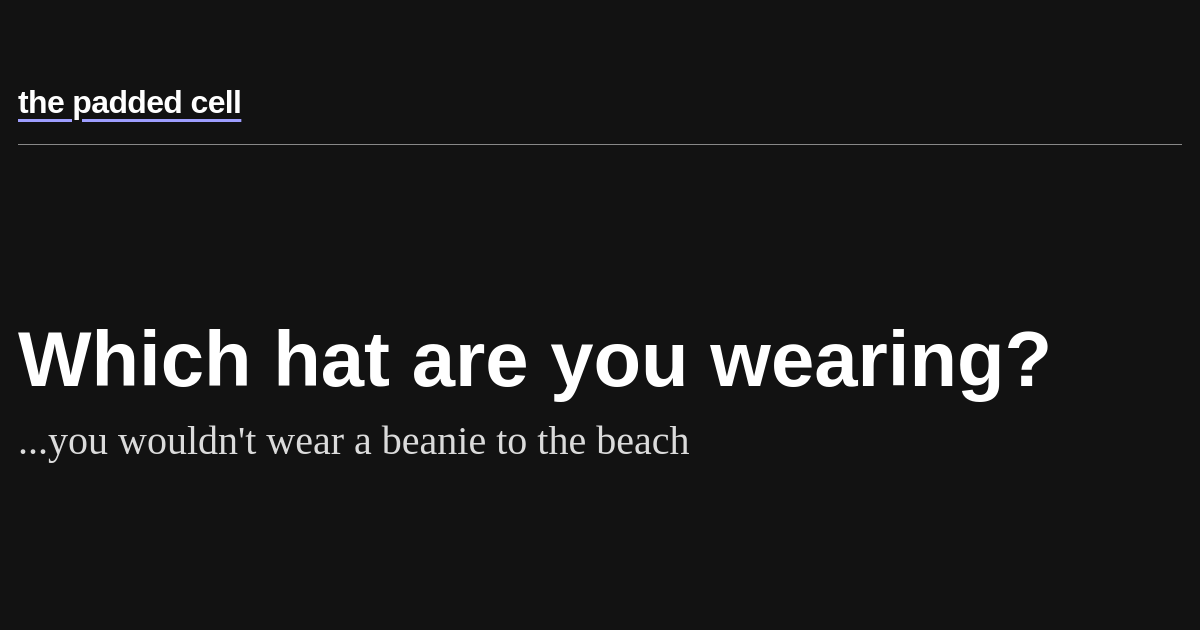 the padded cell
Which hat are you wearing?
...you wouldn't wear a beanie to the beach